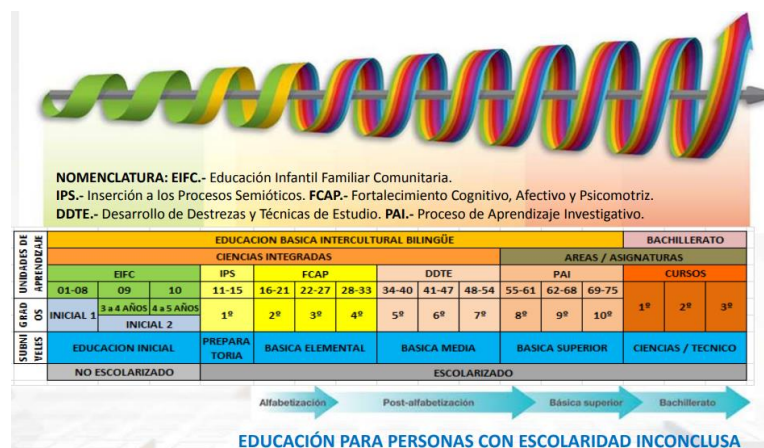 NOMENCLATURA: EIFC.- Educación Infantil Familiar Comunitaria.
IPS.- Inserción a los Procesos Semióticos. FCAP.- Fortalecimiento Cognitivo, Afectivo y Psicomotriz.
DDTE.- Desarrollo de Destrezas y Técnicas de Estudio. PAI.- Proceso de Aprendizaje Investigativo.
UNIDADES DE APRENDIZAJE
EDUCACION BASICA INTERCULTURAL BILINGÜE BACHILLERATO
CIENCIAS INTEGRADAS AREAS / ASIGNATURAS
EIFC IPS FCAP DDTE PAI CURSOS
01-08 09 10 11-15 16-21 22-27 28-33 34-40 41-47 48-54 55-61 62-68 69-75
GRAD OS
INICIAL 1 3 a 4 AÑOS 4 a 5 AÑOS 1º 2º 3º 4º 5º 6º 7º 8º 9º 10º 1º 2º 3º
INICIAL 2
SUBNI VELES
EDUCACION INICIAL PREPARA TORIA BASICA ELEMENTAL BASICA MEDIA BASICA SUPERIOR CIENCIAS / TECNICO
NO ESCOLARIZADO ESCOLARIZADO
Alfabetización Post-alfabetización Básica superior Bachillerato
EDUCACIÓN PARA PERSONAS CON ESCOLARIDAD INCONCLUSA